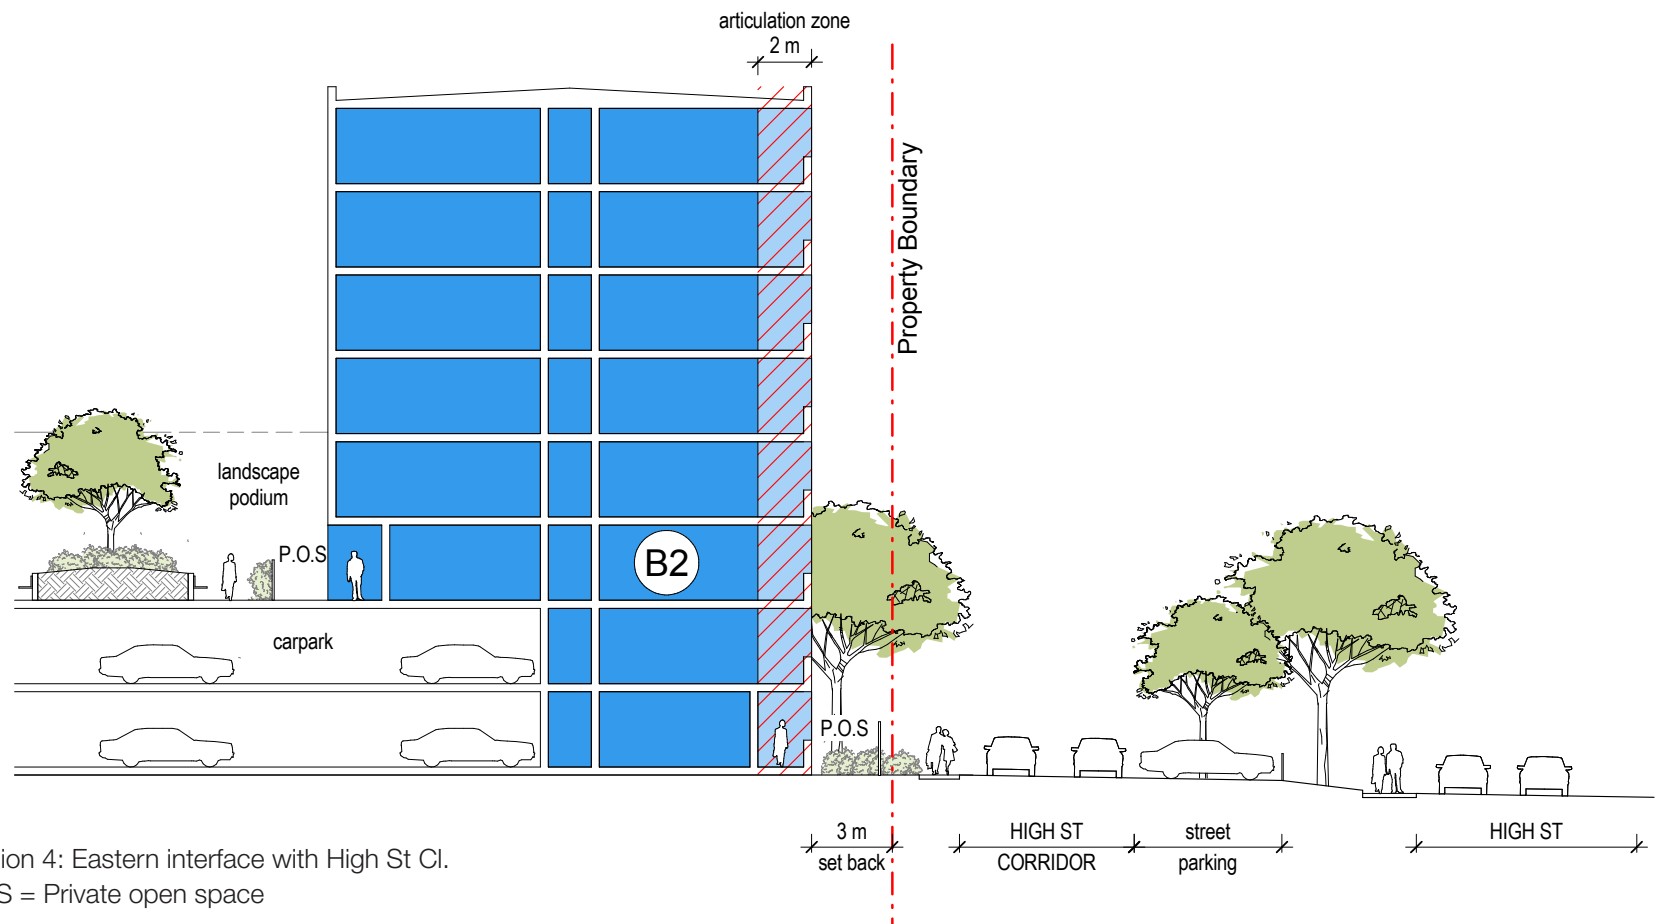 articulation zone
2 m
Property Boundary
landscape
podium
P.O.S
B2
carpark
P.O.S
3 m
set back
HIGH ST
CORRIDOR
street
parking
HIGH ST
ion 4: Eastern interface with High St Cl.
S = Private open space